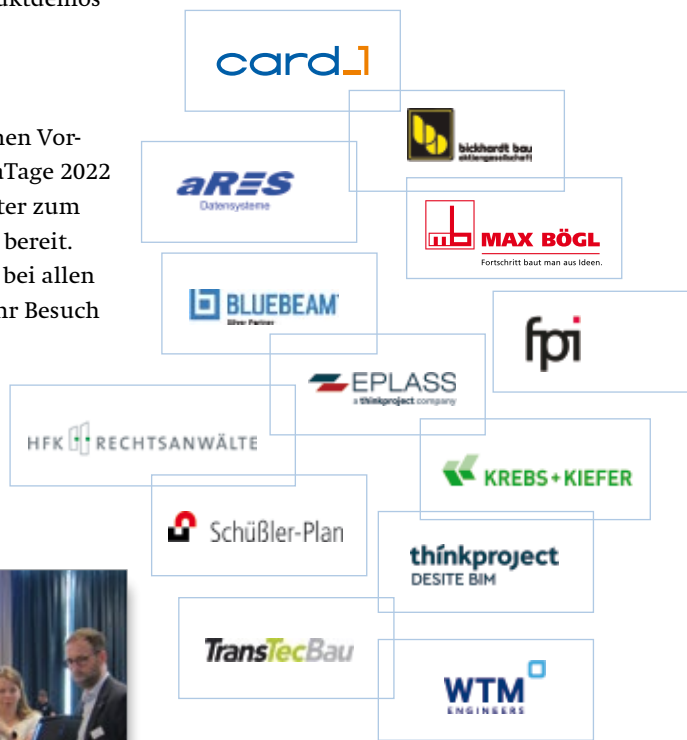 uktdemos
nen Vor-
nTage 2022
ter zum
bereit.
bei allen
hr Besuch
card_1
bickhardt bau
aktiengesellschaft
aRES
Datensysteme
MAX BÖGL
Fortschritt baut man aus Ideen.
BLUEBEAM
Silver Partner
fpi
EPLASS
a thinkproject company
HFK RECHTSANWÄLTE
KREBS+KIEFER
Schüßler-Plan
thinkproject
DESITE BIM
TransTecBau
WTM
ENGINEERS